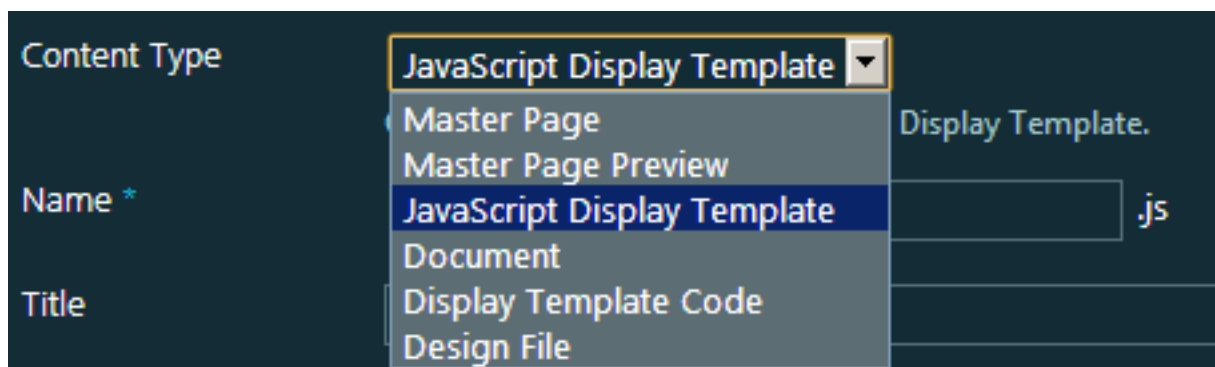 Content Type
JavaScript Display Template
Master Page
Display Template.
Master Page Preview
Name *
JavaScript Display Template
.js
Document
Title
Display Template Code
Design File